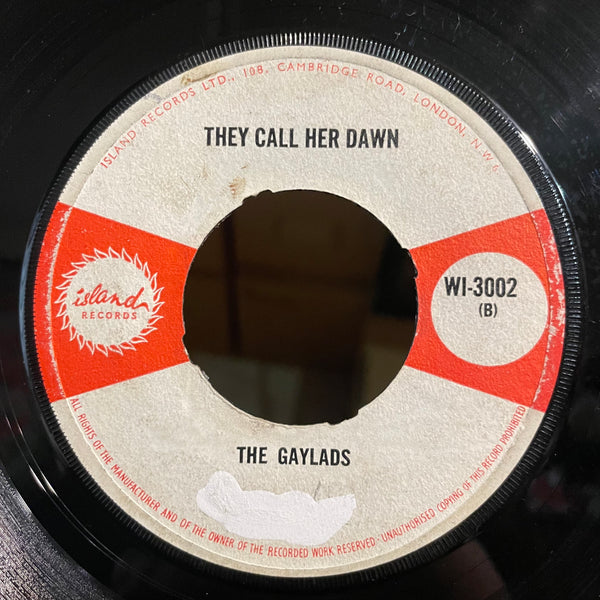 ISLAND RECORDS LTD., 108, CAMBRIDGE ROAD, LONDON, N.W.6
THEY CALL HER DAWN
island
RECORDS
WI-3002
(B)
THE GAYLADS
ALL RIGHTS OF THE MANUFACTURER AND OF THE OWNER OF THE RECORDED WORK RESERVED · UNAUTHORISED COPYING OF THIS RECORD PROHIBITED